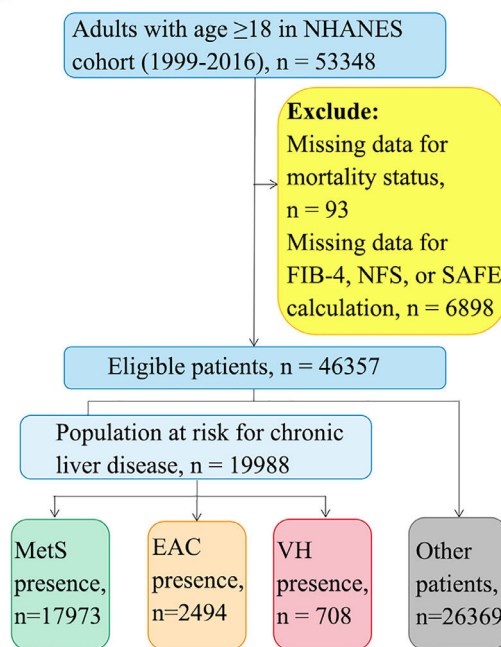 Adults with age ≥18 in NHANES
cohort (1999-2016), n = 53348
Exclude:
Missing data for
mortality status,
n = 93
Missing data for
FIB-4, NFS, or SAFE
calculation, n = 6898
Eligible patients, n = 46357
Population at risk for chronic
liver disease, n = 19988
MetS
presence,
n=17973
EAC
presence,
n=2494
VH
presence,
n = 708
Other
patients,
n=26369